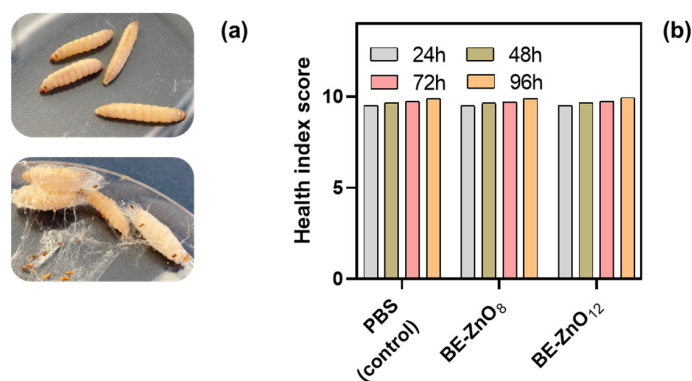 (a)
(b)
24h 48h
72h 96h
Health index score
10
5
0
PBS
(control)
BE-ZnO₈
BE-ZnO₁₂